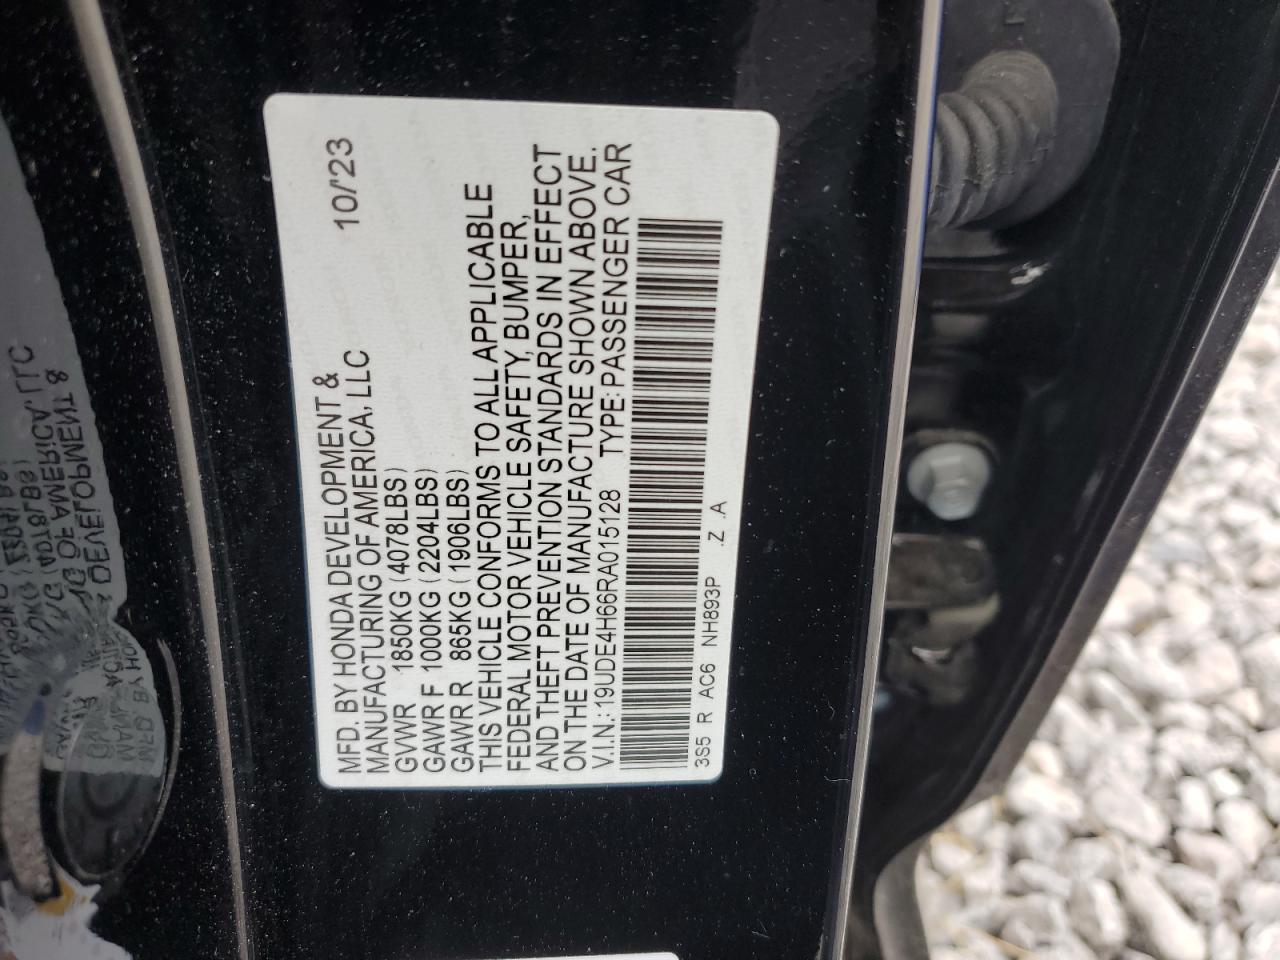 MFD. BY HONDA DEVELOPMENT & 10/'23
MANUFACTURING OF AMERICA, LLC
GVWR 1850KG (4078LBS)
GAWR F 1000KG (2204LBS)
GAWR R 865KG (1906LBS)
THIS VEHICLE CONFORMS TO ALL APPLICABLE
FEDERAL MOTOR VEHICLE SAFETY, BUMPER,
AND THEFT PREVENTION STANDARDS IN EFFECT
ON THE DATE OF MANUFACTURE SHOWN ABOVE.
V.I.N.: 19UDE4H66RA015128 TYPE: PASSENGER CAR
3S5 R AC6 NH893P .Z .A